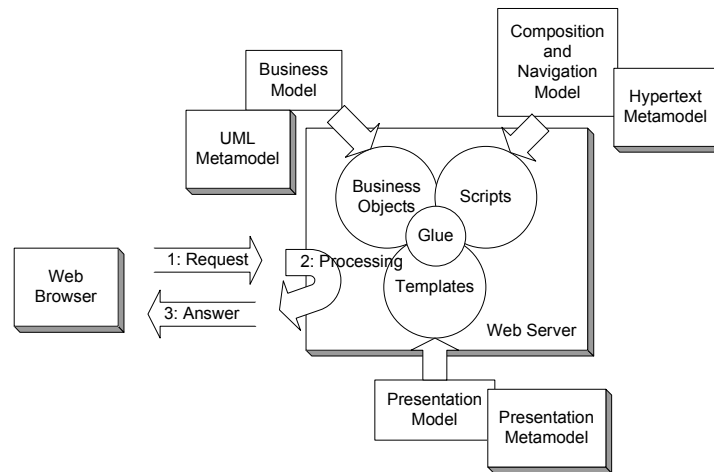 Composition
and
Navigation
Model
Business
Model
Hypertext
Metamodel
UML
Metamodel
Business
Objects
Scripts
Glue
1: Request
2: Processing
Web
Browser
Templates
3: Answer
Web Server
Presentation
Model
Presentation
Metamodel